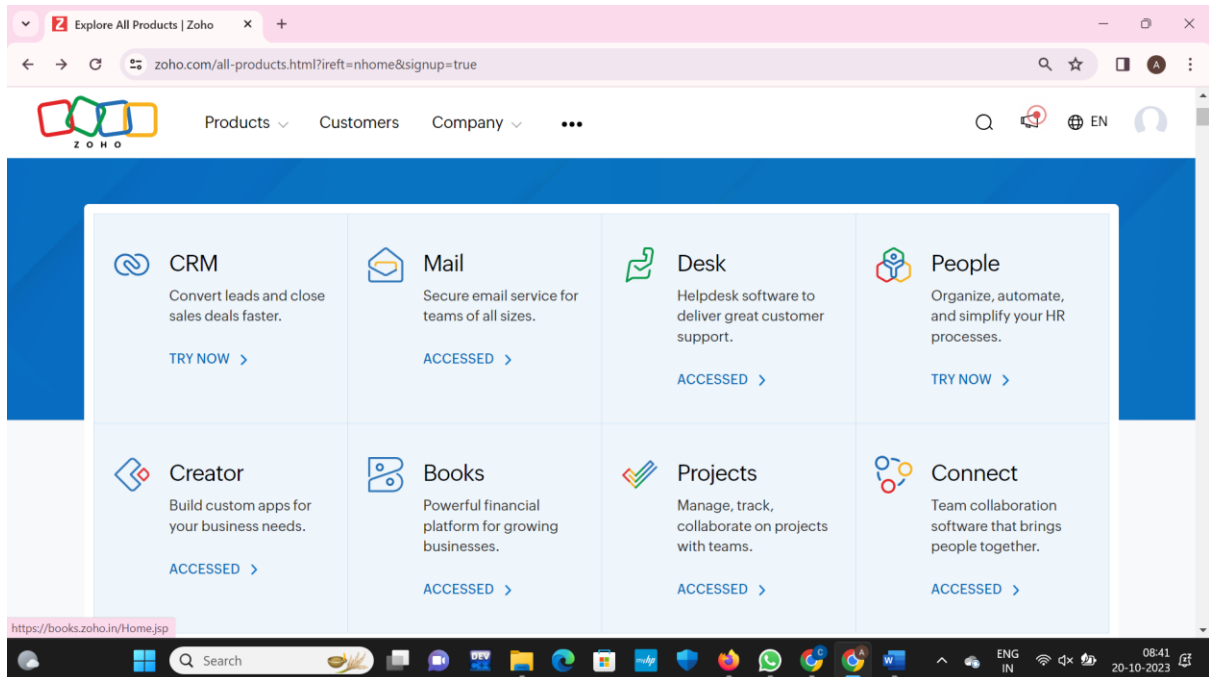 Explore All Products | Zoho
zoho.com/all-products.html?ireft=nhome&signup=true
A
ZOHO
Products
Customers
Company
EN
CRM
Convert leads and close
sales deals faster.
TRY NOW
Mail
Secure email service for
teams of all sizes.
ACCESSED
Desk
Helpdesk software to
deliver great customer
support.
ACCESSED
People
Organize, automate,
and simplify your HR
processes.
TRY NOW
Creator
Build custom apps for
your business needs.
ACCESSED
Books
Powerful financial
platform for growing
businesses.
ACCESSED
Projects
Manage, track,
collaborate on projects
with teams.
ACCESSED
Connect
Team collaboration
software that brings
people together.
ACCESSED
https://books.zoho.in/Home.jsp
Search
DEV
ENG
IN
08:41
20-10-2023